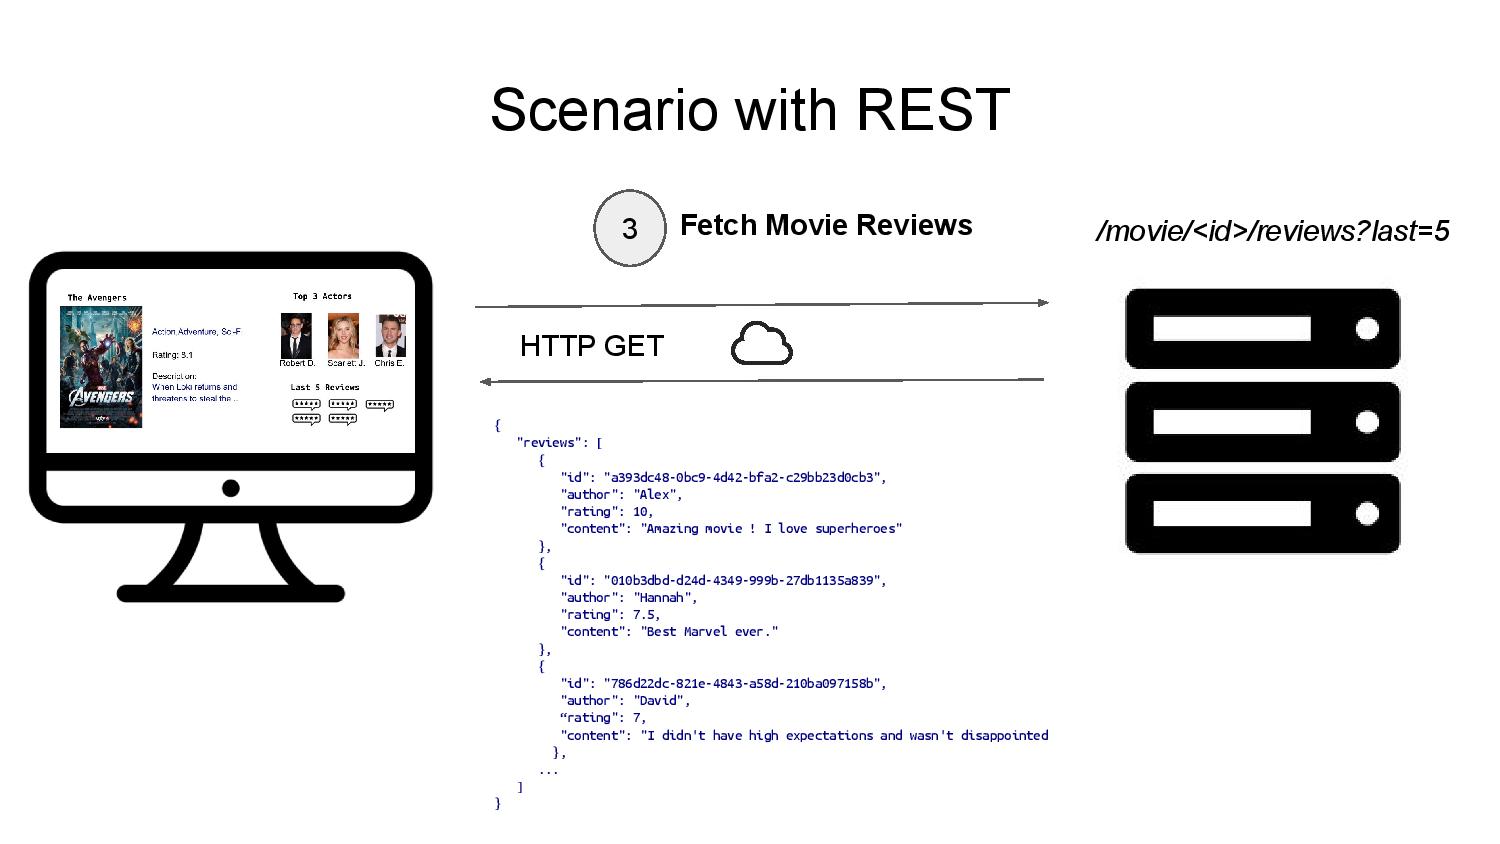 Scenario with REST
3
Fetch Movie Reviews
/movie/<id>/reviews?last=5
The Avengers
Action,Adventure, Sci-F
Rating: 8.1
Description:
When Loki returns and
threatens to steal the...
AVENGERS
Top 3 Actors
Robert D. Scarlett J. Chris E.
Last 5 Reviews
HTTP GET
{
"reviews": [
{
"id": "a393dc48-0bc9-4d42-bfa2-c29bb23d0cb3",
"author": "Alex",
"rating": 10,
"content": "Amazing movie ! I love superheroes"
},
{
"id": "010b3dbd-d24d-4349-999b-27db1135a839",
"author": "Hannah",
"rating": 7.5,
"content": "Best Marvel ever."
},
{
"id": "786d22dc-821e-4843-a58d-210ba097158b",
"author": "David",
“rating": 7,
"content": "I didn't have high expectations and wasn't disappointed
},
...
]
}